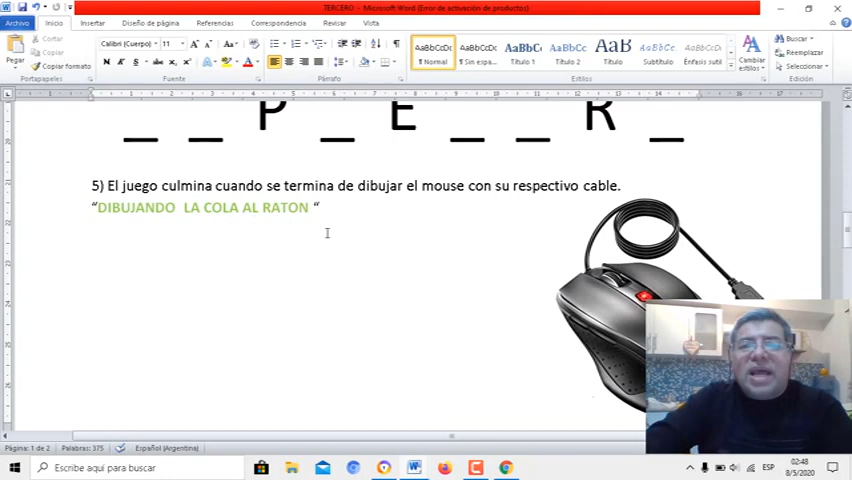 TERCERO - Microsoft Word (Error de activación de productos)
Archivo Inicio Insertar Diseño de página Referencias Correspondencia Revisar Vista
Cortar
Copiar
Copiar formato
Pegar
Portapapeles
Calibri (Cuerpo) 11
Fuente
Párrafo
AaBbCcDc AaBbCcDc AaBbC AaBbCc AaB AaBbCc AaBbCcDc
¶ Normal ¶ Sin espa... Título 1 Título 2 Título Subtítulo Énfasis sutil
Estilos
Cambiar estilos
Buscar
Reemplazar
Seleccionar
Edición
_ _ P _ E _ _ R _
5) El juego culmina cuando se termina de dibujar el mouse con su respectivo cable.
“DIBUJANDO LA COLA AL RATON “
Página: 1 de 2 Palabras: 375 Español (Argentina)
Escribe aquí para buscar
ESP
02:48
8/5/2020